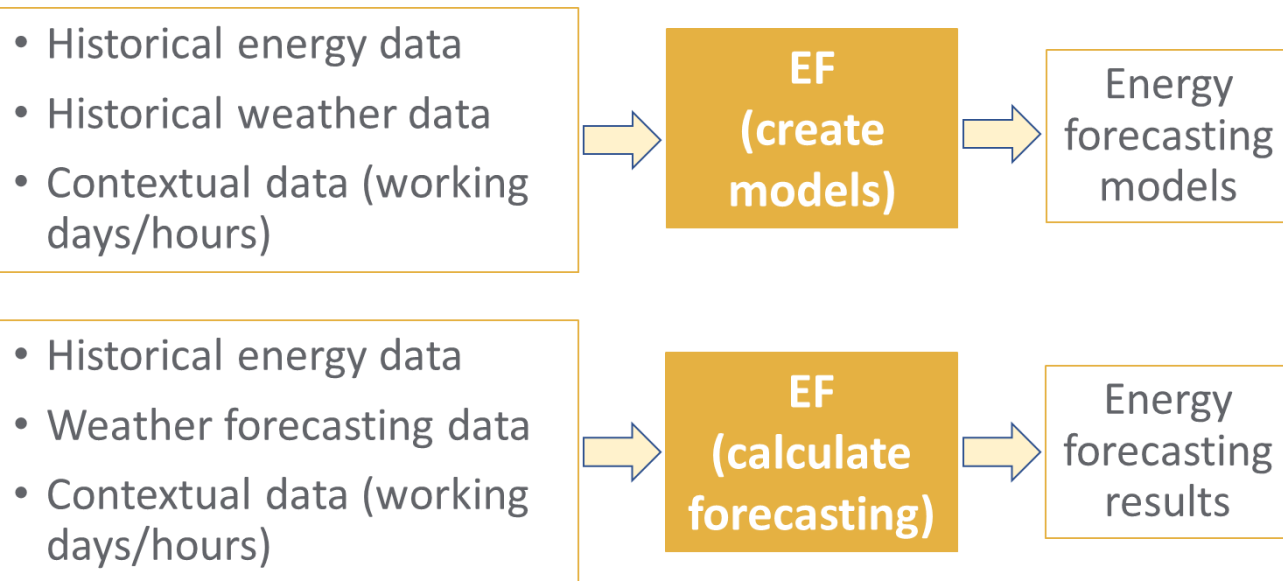 • Historical energy data
• Historical weather data
• Contextual data (working
days/hours)
EF
(create
models)
Energy
forecasting
models
• Historical energy data
• Weather forecasting data
• Contextual data (working
days/hours)
EF
(calculate
forecasting)
Energy
forecasting
results